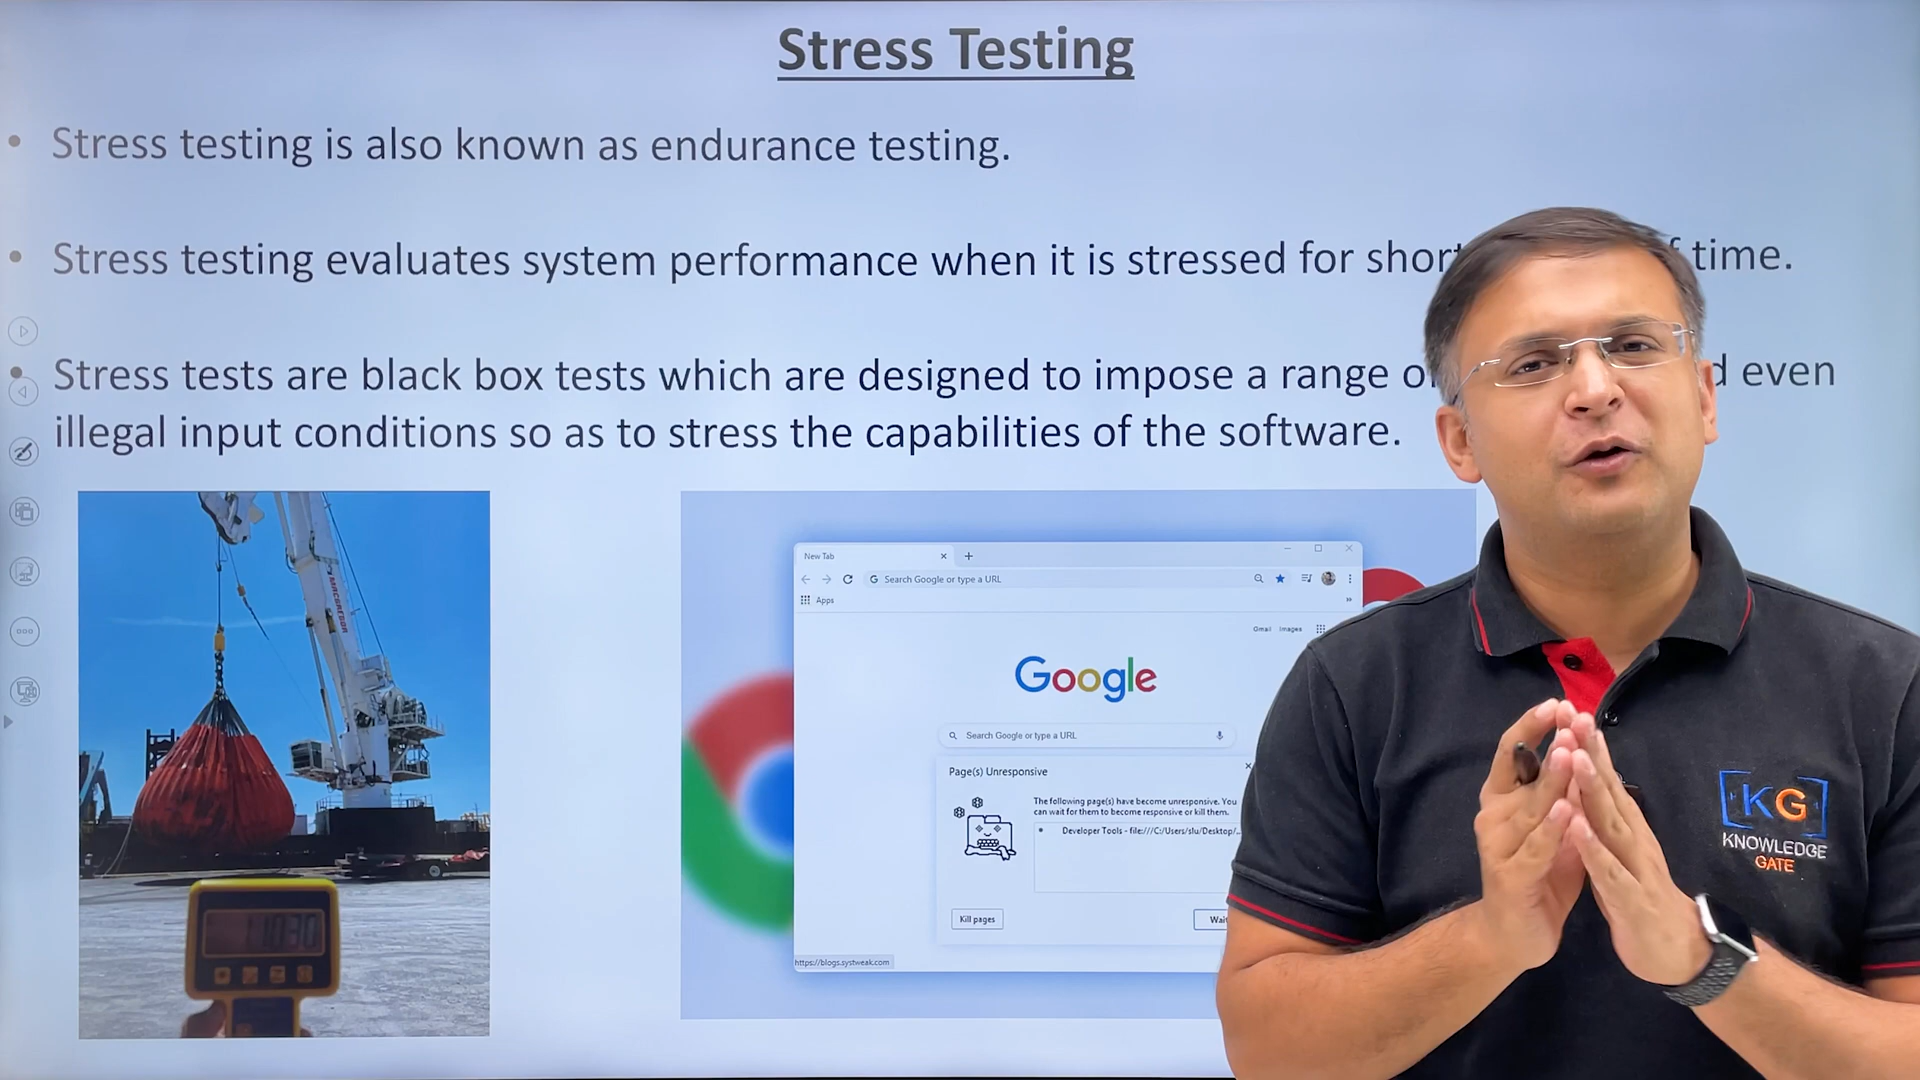 Stress Testing
• Stress testing is also known as endurance testing.
• Stress testing evaluates system performance when it is stressed for short time.
• Stress tests are black box tests which are designed to impose a range even
illegal input conditions so as to stress the capabilities of the software.
New Tab
Search Google or type a URL
Apps
Gmail Images
Google
Search Google or type a URL
Page(s) Unresponsive
The following page(s) have become unresponsive. You
can wait for them to become responsive or kill them.
Developer Tools - file:///C:/Users/slu/Desktop/...
Kill pages
Wait
https://blogs.systweak.com
MACGREGOR
KG
KNOWLEDGE
GATE